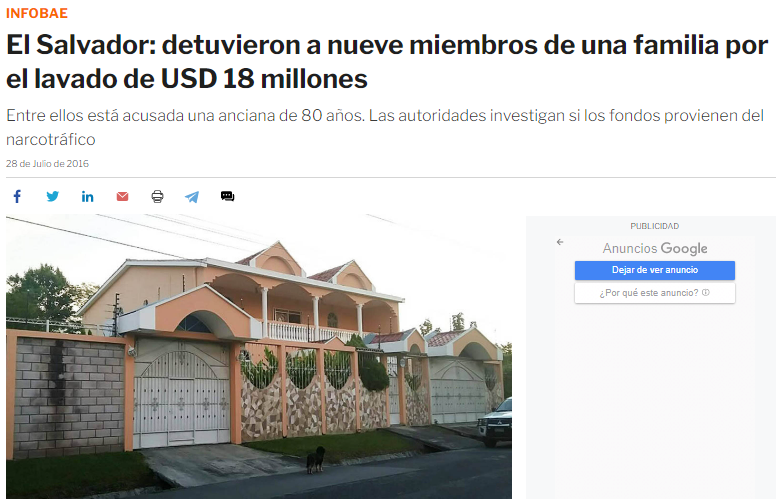 INFOBAE
El Salvador: detuvieron a nueve miembros de una familia por
el lavado de USD 18 millones
Entre ellos está acusada una anciana de 80 años. Las autoridades investigan si los fondos provienen del
narcotráfico
28 de Julio de 2016
PUBLICIDAD
Anuncios Google
Dejar de ver anuncio
¿Por qué este anuncio?